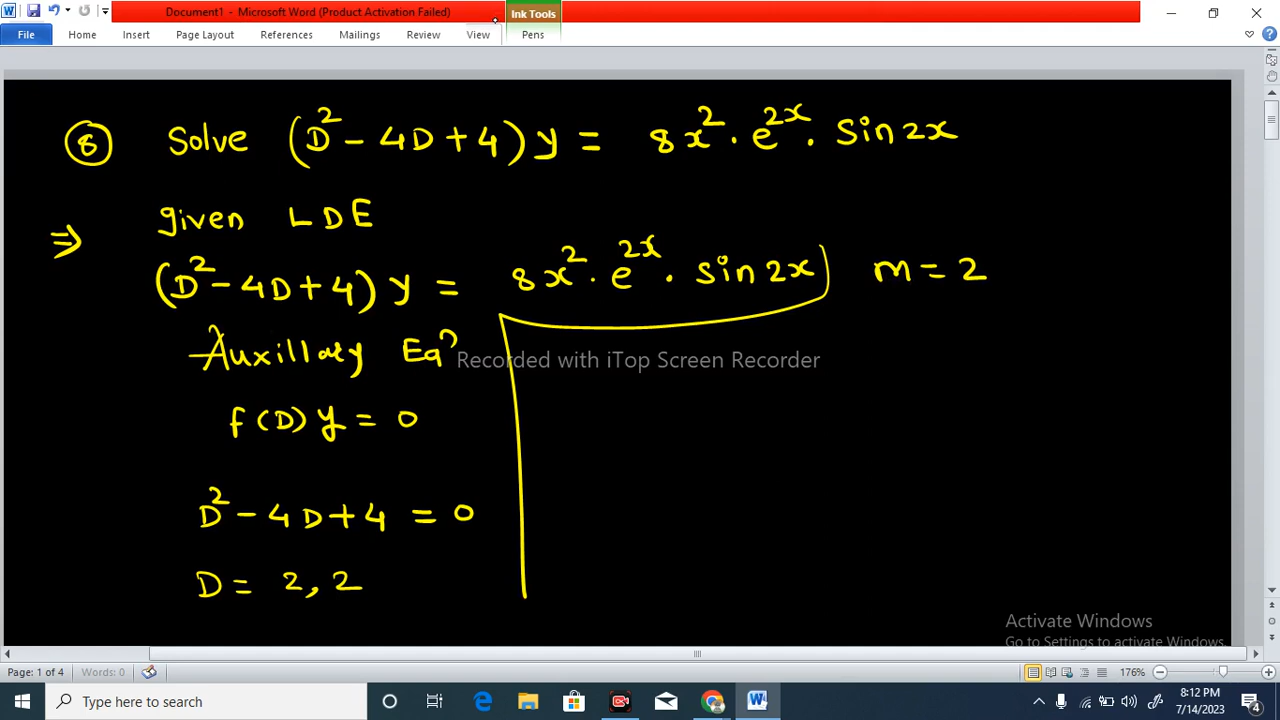 Document1 - Microsoft Word (Product Activation Failed)
Ink Tools
File Home Insert Page Layout References Mailings Review View Pens
⑧ Solve (D² - 4D + 4) y = 8x² · e²ˣ · Sin 2x
⇒ given LDE
(D² - 4D + 4) y = 8x² · e²ˣ · sin 2x m = 2
Auxillary Eqⁿ
Recorded with iTop Screen Recorder
f(D) y = 0
D² - 4D + 4 = 0
D = 2, 2
Activate Windows
Go to Settings to activate Windows.
Page: 1 of 4 Words: 0 176%
Type here to search
8:12 PM
7/14/2023